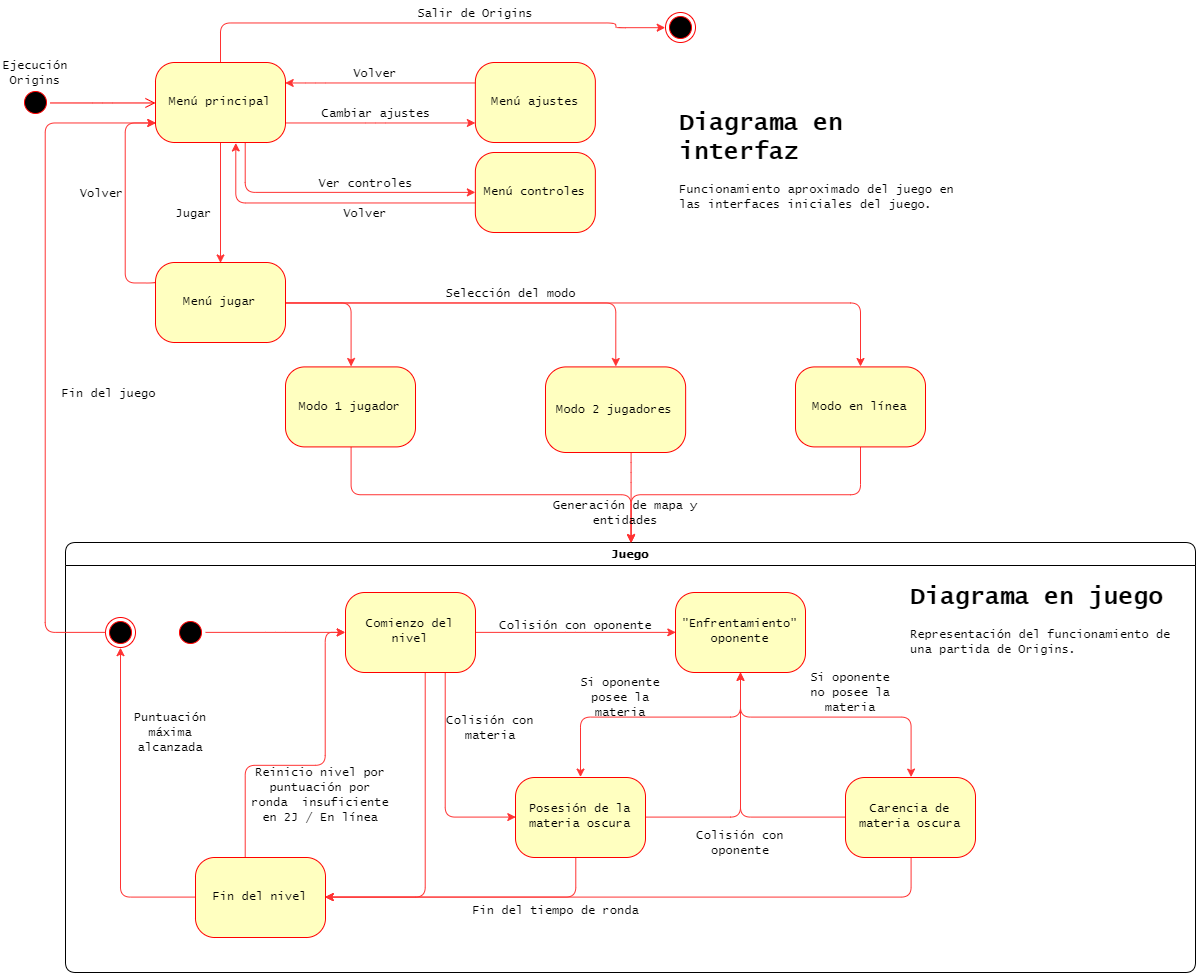 Salir de Origins
Ejecución
Origins
Menú principal
Volver
Cambiar ajustes
Menú ajustes
Diagrama en
interfaz
Funcionamiento aproximado del juego en
las interfaces iniciales del juego.
Ver controles
Volver
Menú controles
Volver
Jugar
Menú jugar
Selección del modo
Fin del juego
Modo 1 jugador
Modo 2 jugadores
Modo en línea
Generación de mapa y
entidades
Juego
Diagrama en juego
Representación del funcionamiento de
una partida de Origins.
Comienzo del
nivel
Colisión con oponente
"Enfrentamiento"
oponente
Si oponente
posee la
materia
Si oponente
no posee la
materia
Puntuación
máxima
alcanzada
Colisión con
materia
Reinicio nivel por
puntuación por
ronda  insuficiente
en 2J / En línea
Posesión de la
materia oscura
Colisión con
oponente
Carencia de
materia oscura
Fin del nivel
Fin del tiempo de ronda